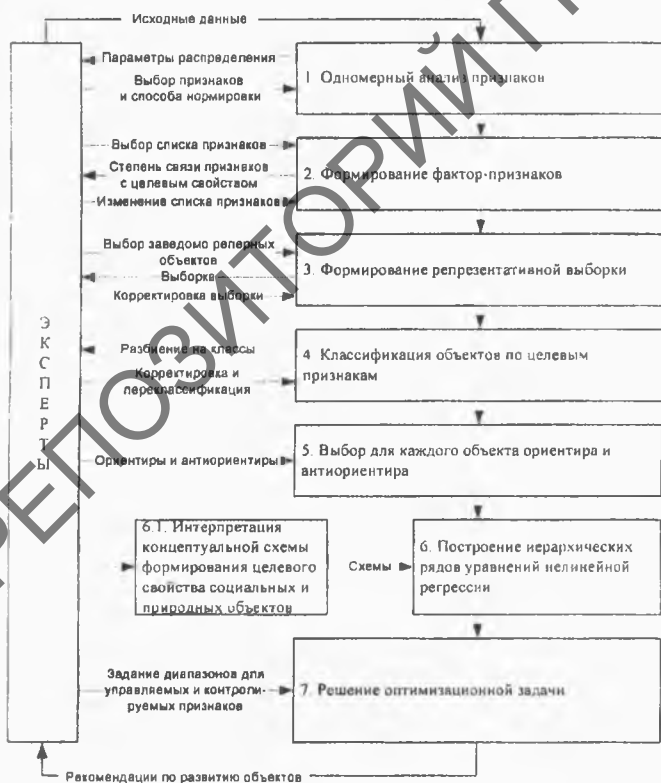 Исходные данные
Параметры распределения
Выбор признаков
и способа нормировки
1 Одномерный анализ признаков
Выбор списка признаков
Степень связи признаков
с целевым свойством
Изменение списка признаков
2. Формирование фактор-признаков
Выбор заведомо реперных
объектов
Выборка
Корректировка выборки
3. Формирование репрезентативной выборки
ЭКСПЕРТЫ
Разбиение на классы
Корректировка и
переклассификация
4 Классификация объектов по целевым
признакам
Ориентиры и антиориентиры
5. Выбор для каждого объекта ориентира и
антиориентира
6.1. Интерпретация
концептуальной схемы
формирования целевого
свойства социальных и
природных объектов
Схемы
6. Построение иерархических
рядов уравнений нелинейной
регрессии
Задание диапазонов для
управляемых и контроли-
руемых признаков
7. Решение оптимизационной задачи
Рекомендации по развитию объектов
РЕПОЗИТОРИЙ